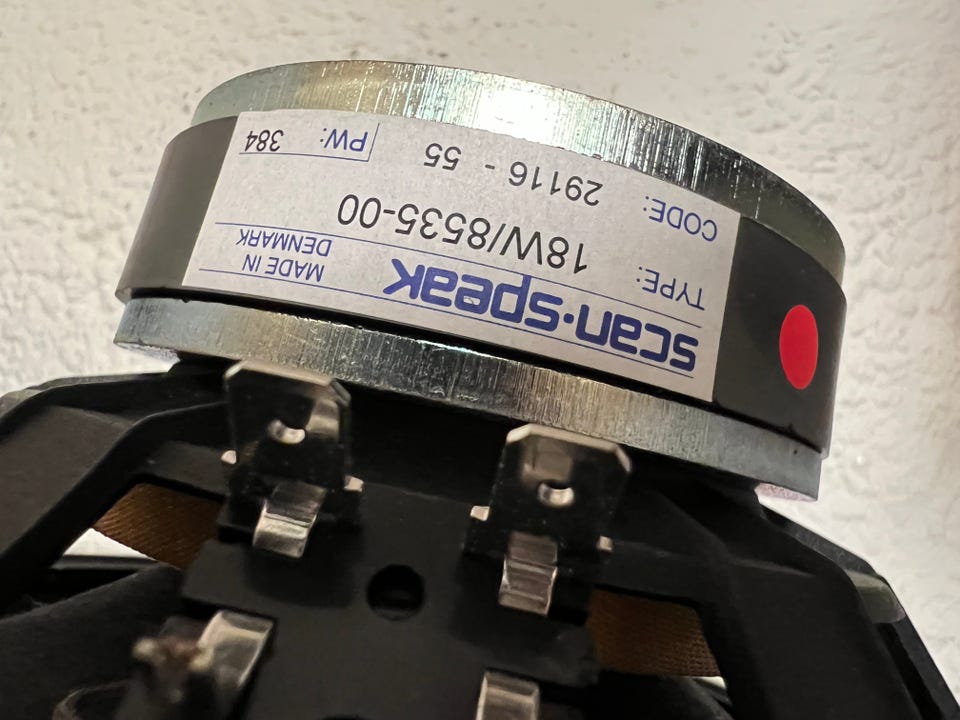 scan-speak
MADE IN
DENMARK
TYPE: 18W/8535-00
CODE: 29116 - 55 PW: 384